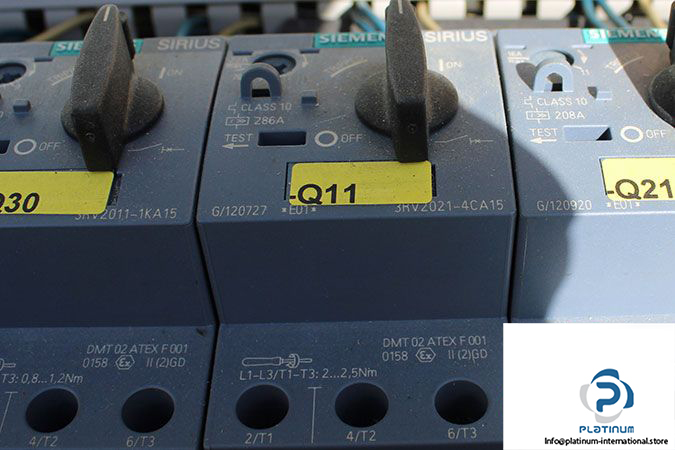 SIRIUS
ON
OFF
Q30
3RV2011-1KA15
DMT 02 ATEX F 001
0158 Ex II (2)GD
T3: 0,8...1,2Nm
4/T2 6/T3
SIEMENS SIRIUS
ON
CLASS 10
286A
TEST OFF
-Q11
G/120727 *E01* 3RV2021-4CA15
DMT 02 ATEX F 001
0158 Ex II (2)GD
L1-L3/T1-T3: 2...2,5Nm
2/T1 4/T2 6/T3
SIEMENS
CLASS 10
208A
TEST OFF
-Q21
G/120920 *E01*
PLATINUM
INTERNATIONAL
Info@platinum-international.store